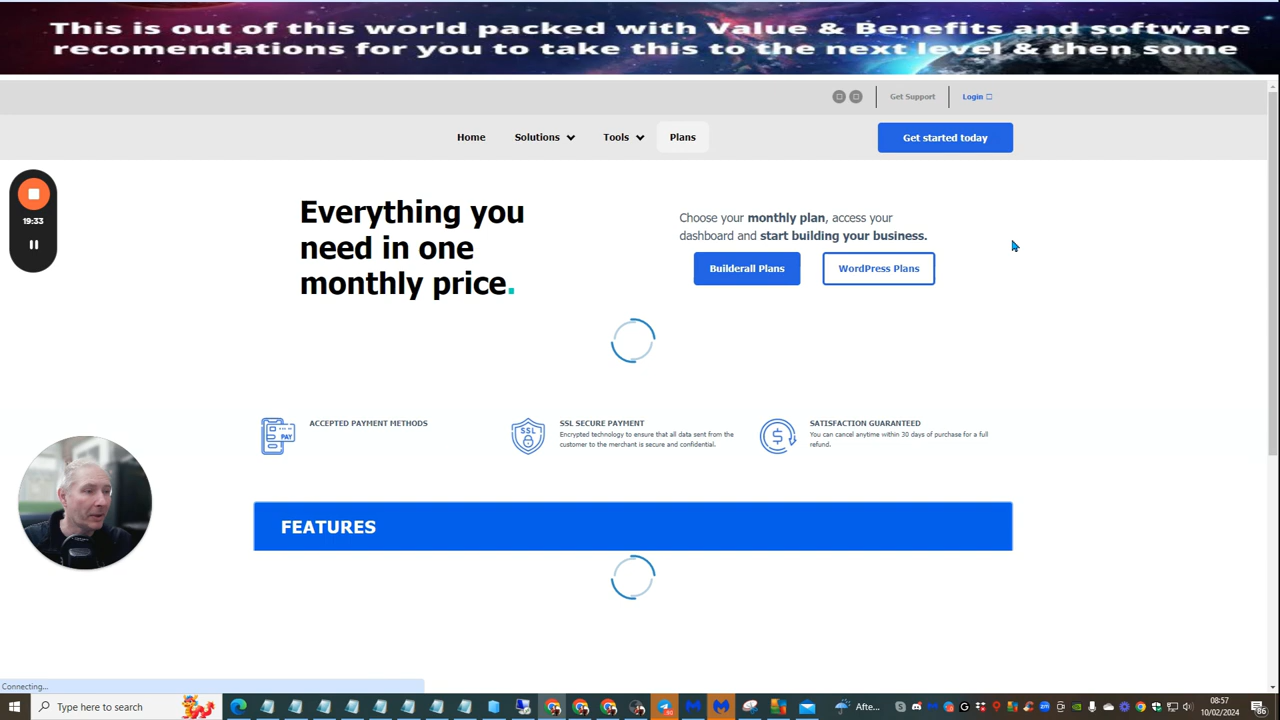 This is out of this world packed with Value & Benefits and software
recomendations for you to take this to the next level & then some
Get Support
Login
Home
Solutions
Tools
Plans
Get started today
19:33
Everything you
need in one
monthly price.
Choose your monthly plan, access your
dashboard and start building your business.
Builderall Plans
WordPress Plans
PAY
ACCEPTED PAYMENT METHODS
SSL
SSL SECURE PAYMENT
Encrypted technology to ensure that all data sent from the
customer to the merchant is secure and confidential.
$
SATISFACTION GUARANTEED
You can cancel anytime within 30 days of purchase for a full
refund.
FEATURES
Connecting...
Type here to search
Afte...
08:57
10/02/2024